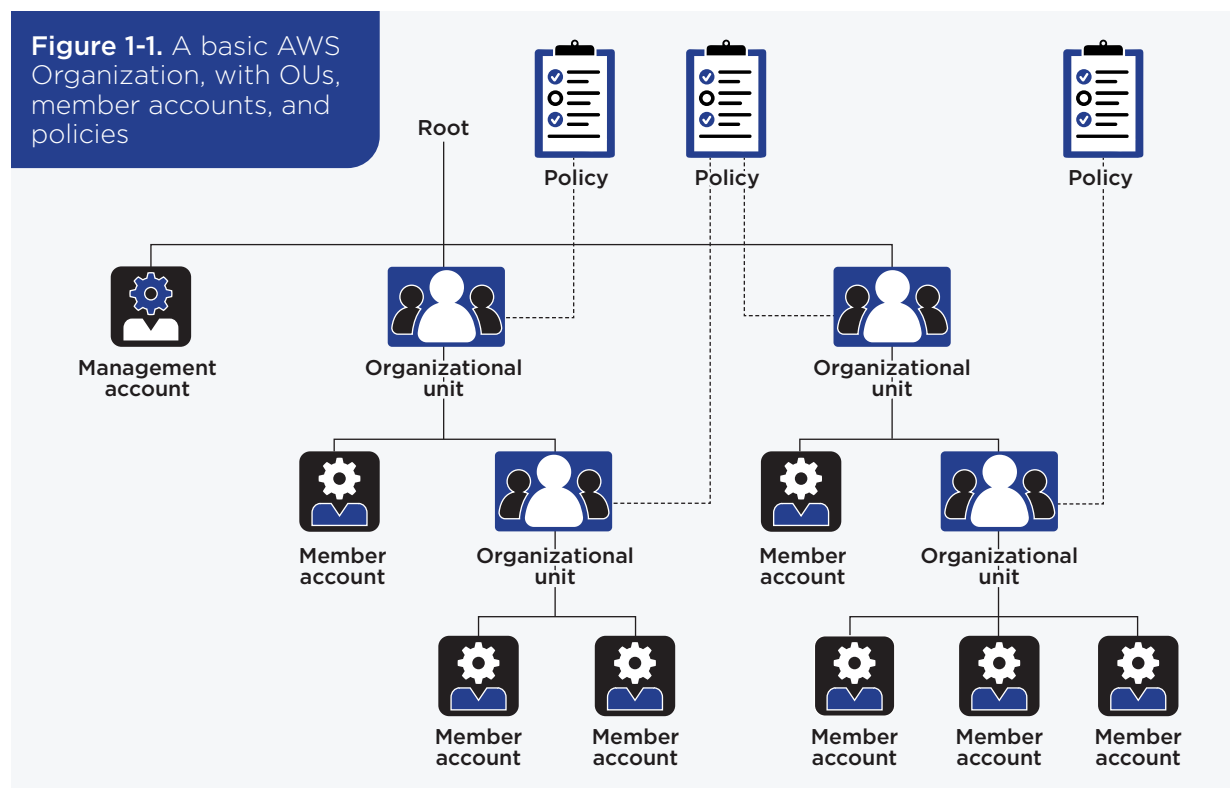 Figure 1-1. A basic AWS
Organization, with OUs,
member accounts, and
policies
Root
Policy
Policy
Policy
Management
account
Organizational
unit
Organizational
unit
Member
account
Organizational
unit
Member
account
Organizational
unit
Member
account
Member
account
Member
account
Member
account
Member
account